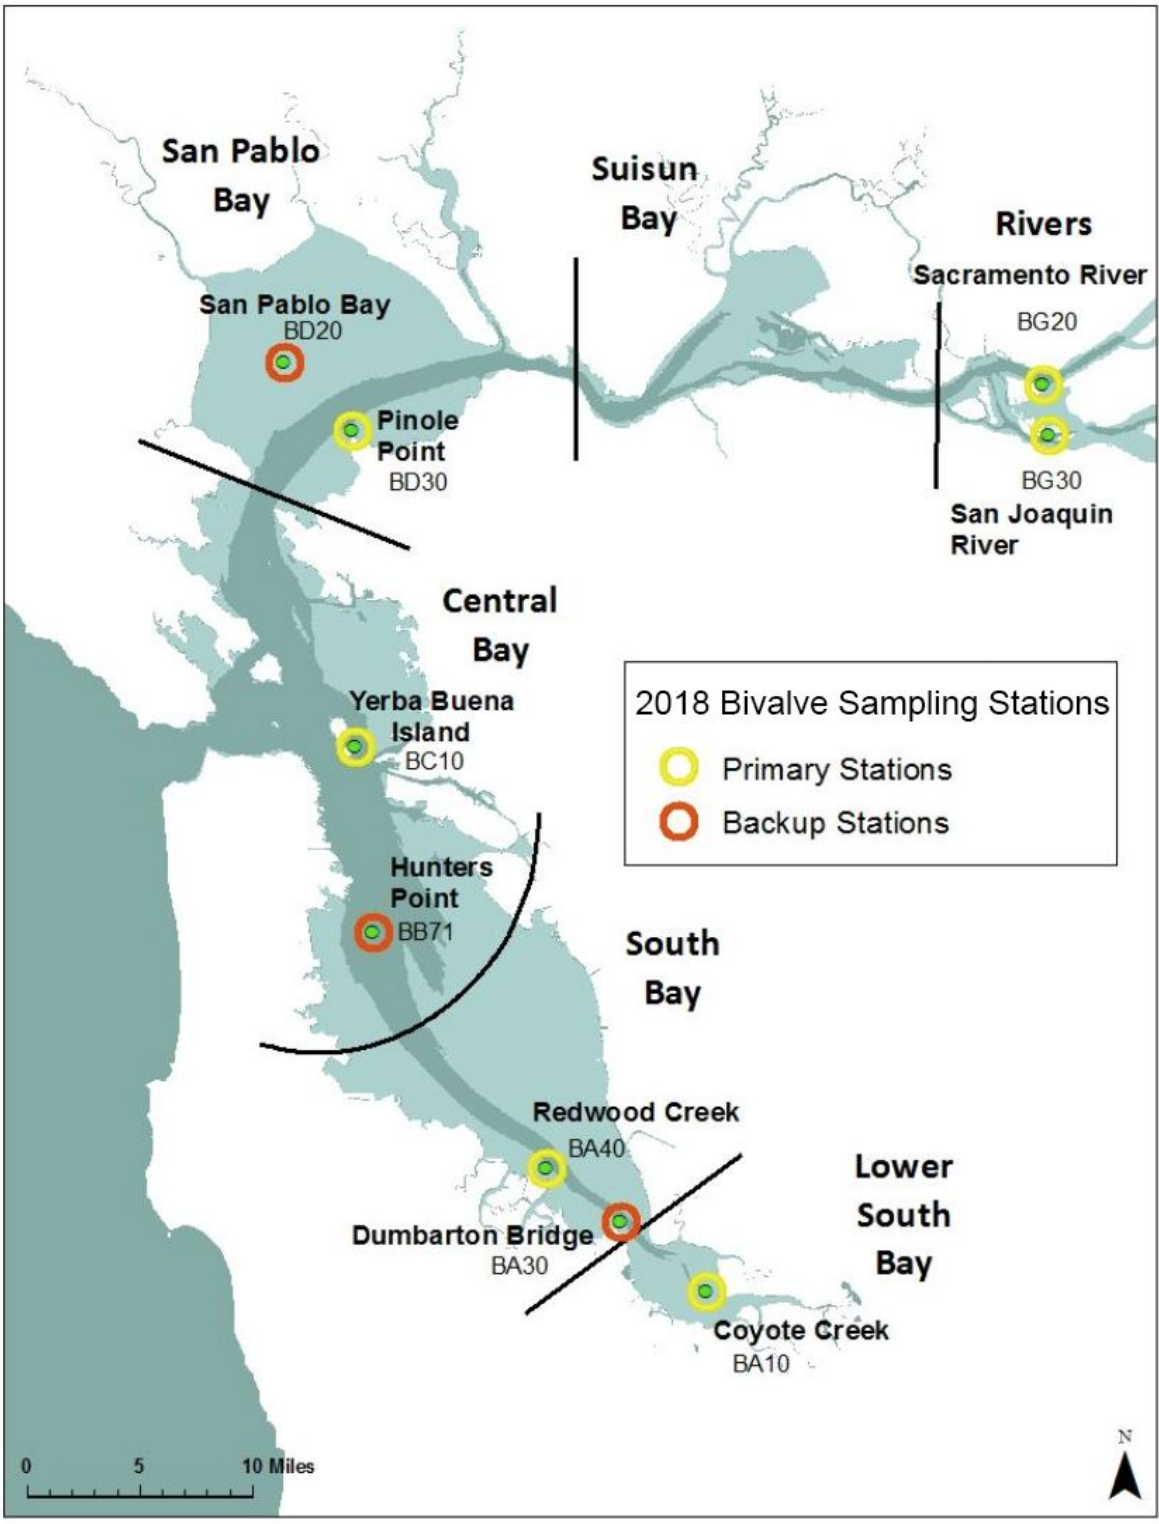 San Pablo
Bay
Suisun
Bay
Rivers
Sacramento River
BG20
San Pablo Bay
BD20
Pinole
Point
BD30
BG30
San Joaquin
River
Central
Bay
Yerba Buena
Island
BC10
2018 Bivalve Sampling Stations
Primary Stations
Backup Stations
Hunters
Point
BB71
South
Bay
Redwood Creek
BA40
Lower
South
Bay
Dumbarton Bridge
BA30
Coyote Creek
BA10
N
0 5 10 Miles